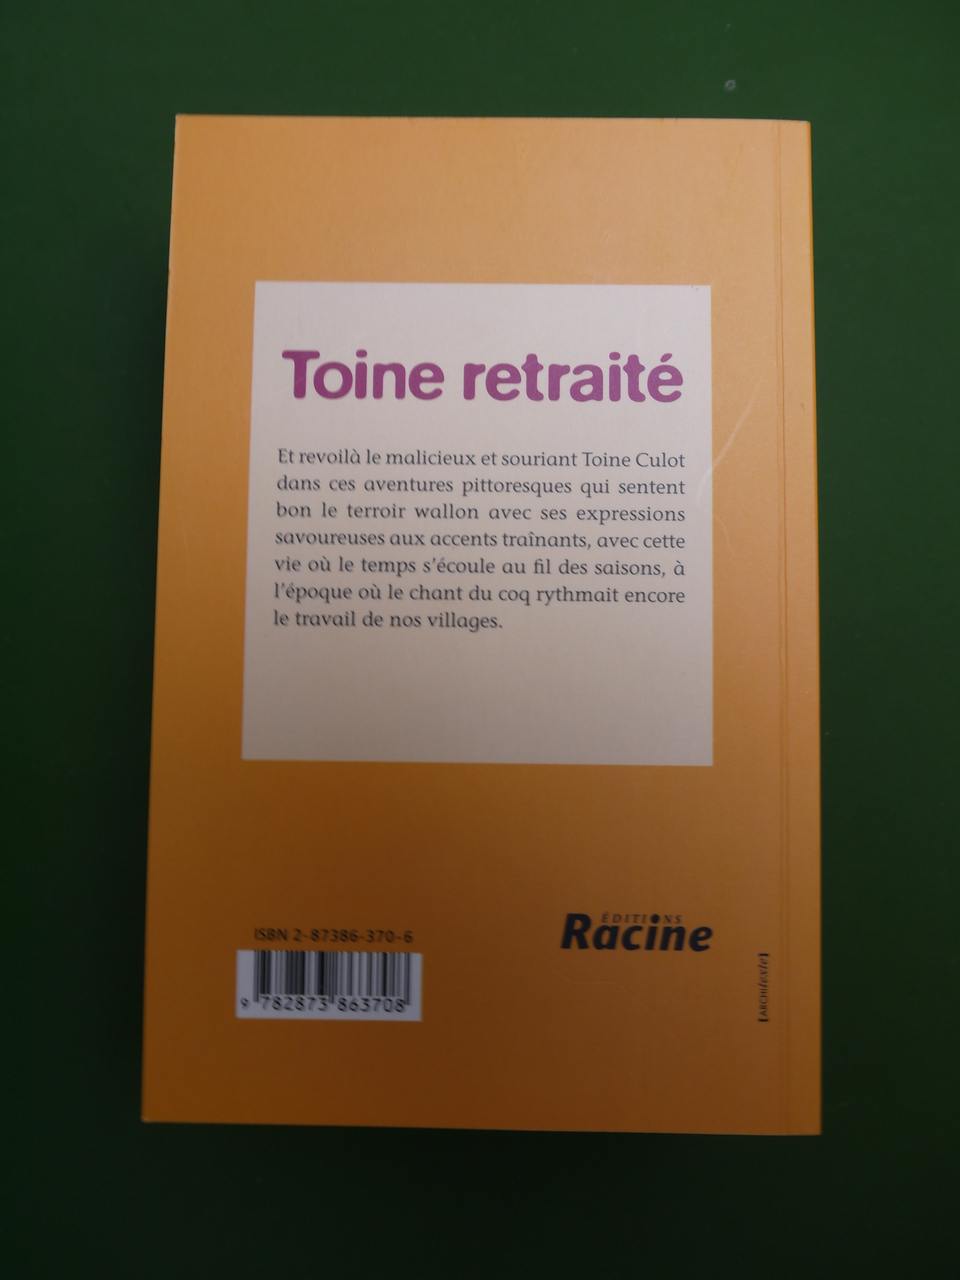 Toine retraité
Et revoilà le malicieux et souriant Toine Culot
dans ces aventures pittoresques qui sentent
bon le terroir wallon avec ses expressions
savoureuses aux accents traînants, avec cette
vie où le temps s'écoule au fil des saisons, à
l'époque où le chant du coq rythmait encore
le travail de nos villages.
ISBN 2-87386-370-6
9 782873 863708
ÉDITIONS
Racine
[ARCHItexte]